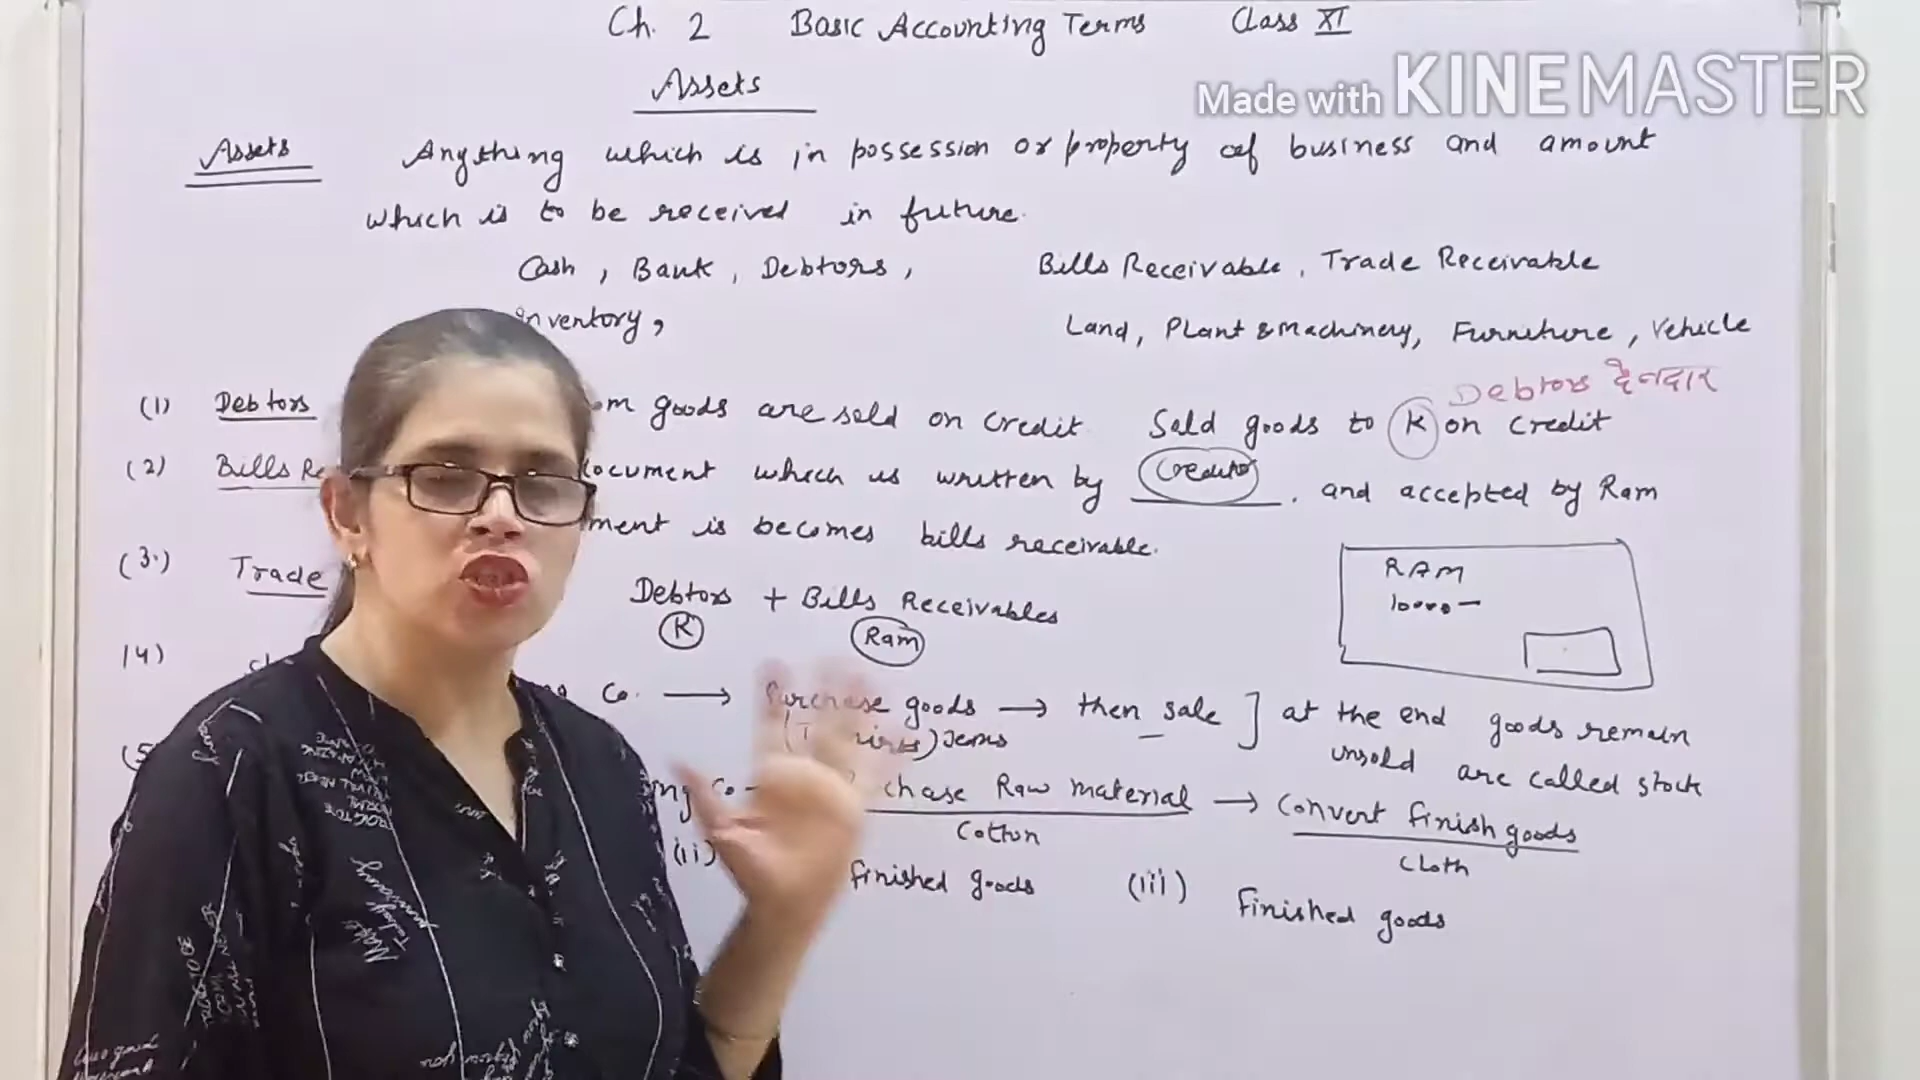 Ch. 2 Basic Accounting Terms Class XI
Made with KINEMASTER
Assets
Assets Anything which is in possession or property of business and amount
which is to be received in future.
Cash, Bank, Debtors, Bills Receivable, Trade Receivable
inventory, Land, Plant & Machinery, Furniture, Vehicle
Debtors देनदार
(1) Debtors goods are sold on credit Sold goods to K on credit
(2) Bills which is written by Creditor. and accepted by Ram
is becomes bills receivable.
(3.) Trade Debtors + Bills Receivables
K Ram
RAM
10000 —
(4) Co. → Purchase goods → then sale ] at the end goods remain
Items unsold are called stock
(5 Co - Raw material → Convert finish goods
Cotton Cloth
(ii) finished goods (iii) Finished goods